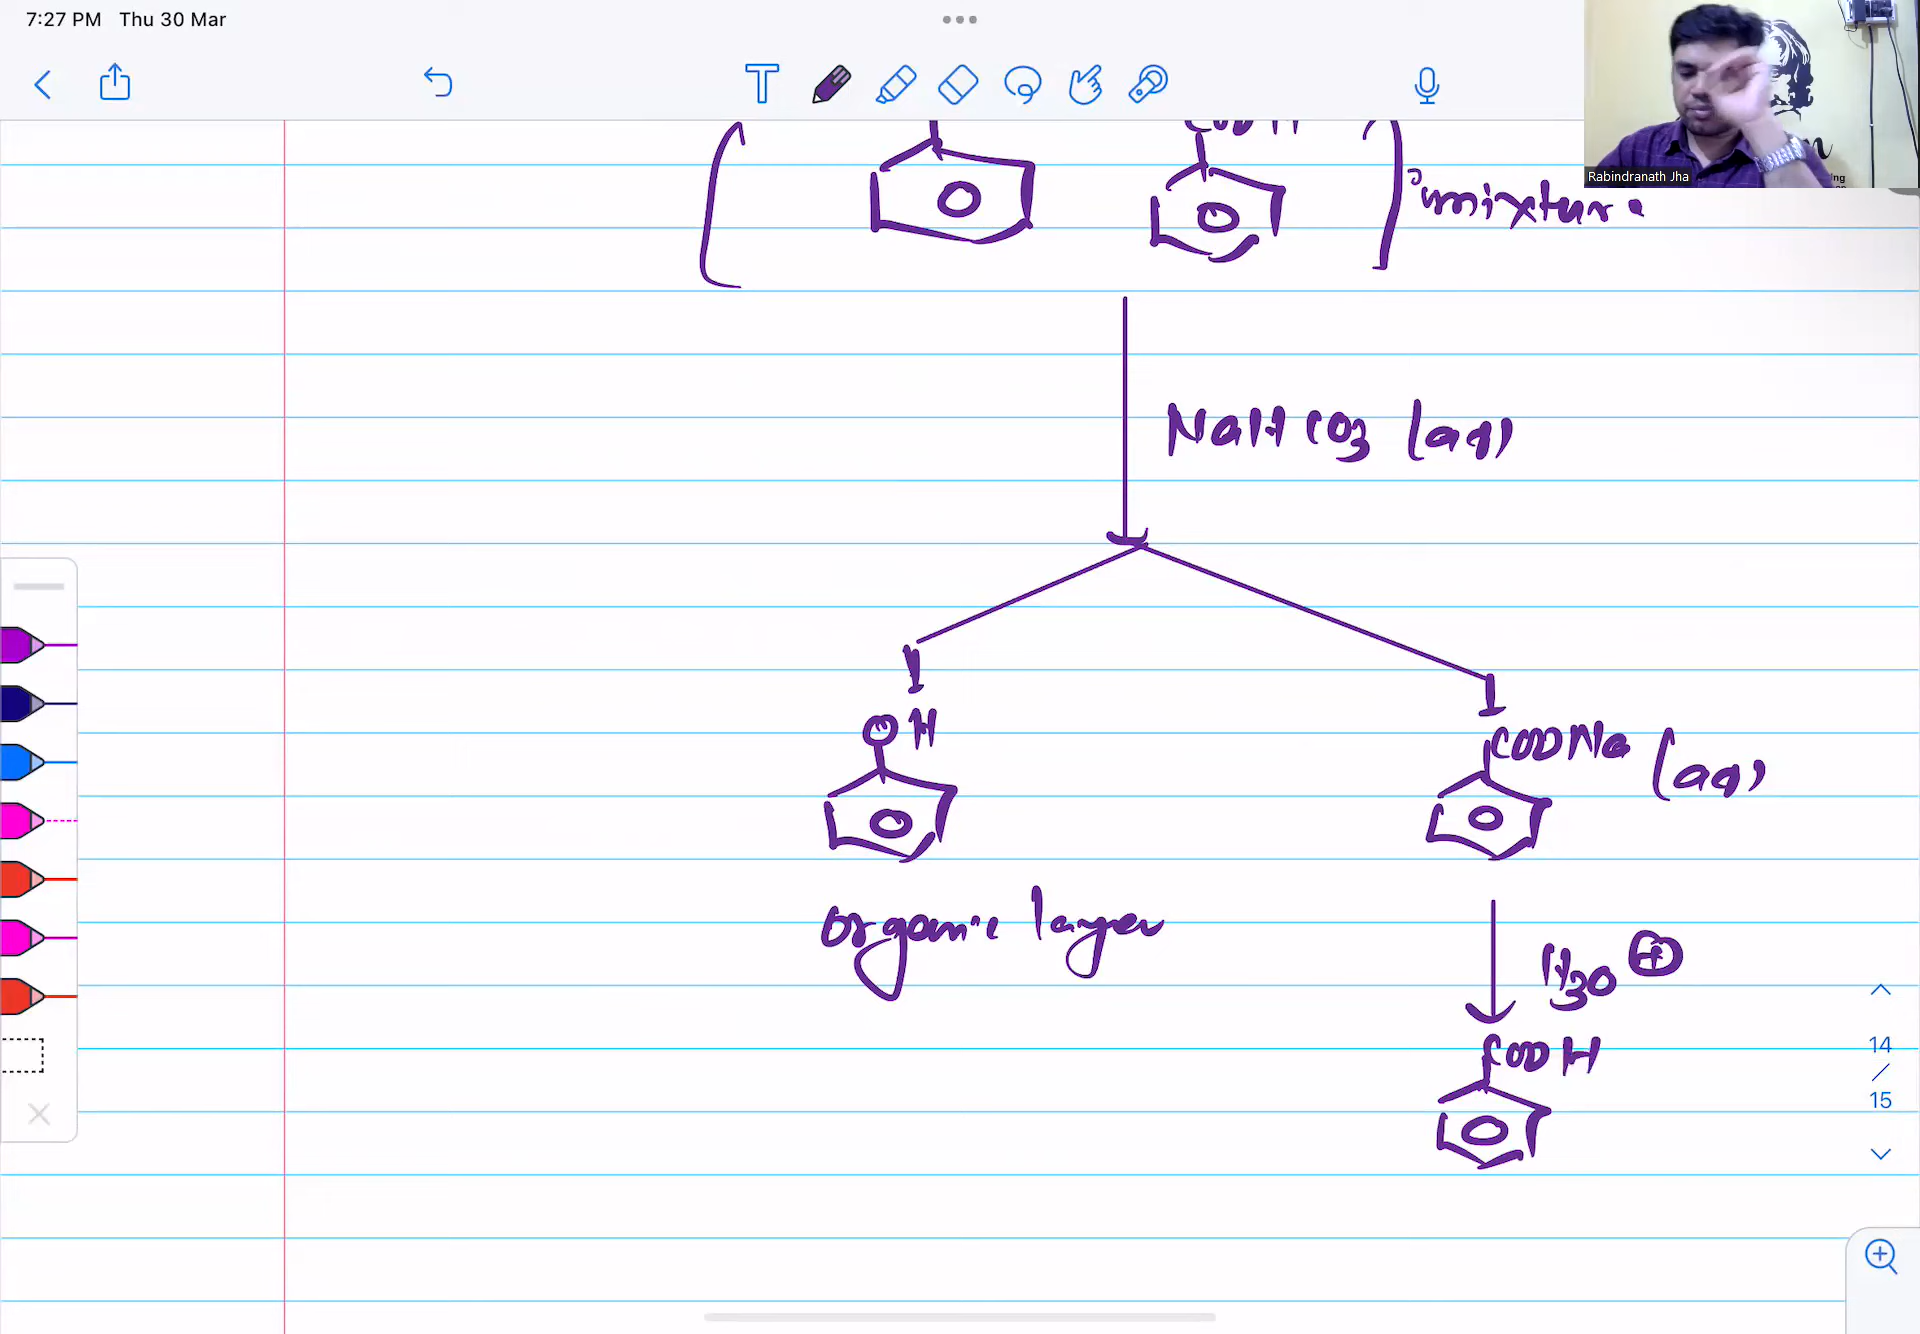 7:27 PM Thu 30 Mar
Rabindranath Jha
COOH
mixture
NaHCO3 (aq)
OH
COONa (aq)
organic layer
H3O +
COOH
14
/
15